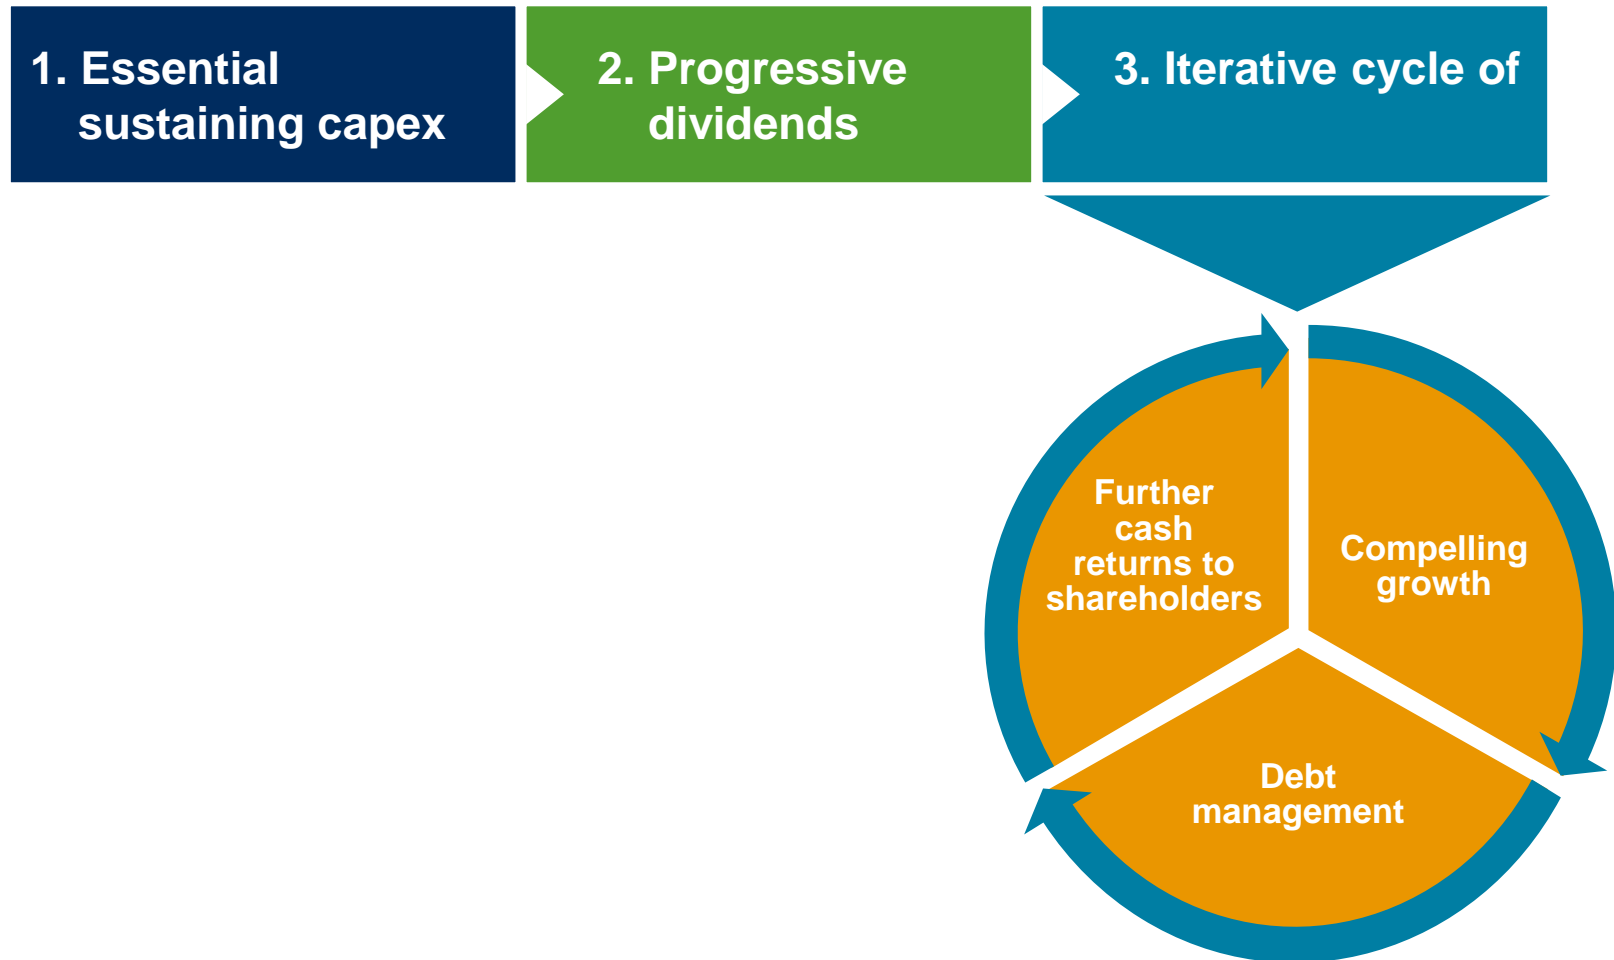 1. Essential
sustaining capex
2. Progressive
dividends
3. Iterative cycle of
Further
cash
returns to
shareholders
Compelling
growth
Debt
management